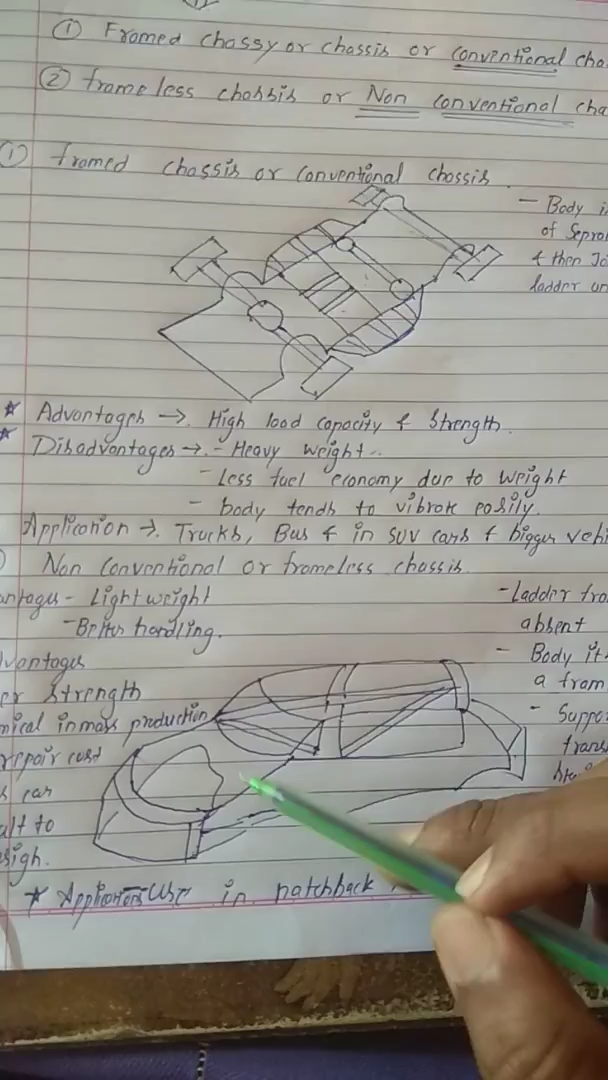 ① Framed chassy or chassis or conventional cha
② frameless chassis or Non conventional cha
① framed chassis or conventional chassis.
- Body i
of Sepra
& then Jo
ladder
* Advantages → High load capacity & Strength.
* Disadvantages → - Heavy weight..
- Less fuel economy due to weight
- body tends to vibrate easily.
Application → Trucks, Bus & in SUV cars & bigger vehi
Non conventional or frameless chassis.
antages - Light weight
- Better handling.
dvantages
er strength
mical in mass production
repair cost
s car
ult to
sigh.
- Ladder fra
absent
- Body it
a fram
- Suppo
trans
* Application Use in hatchback